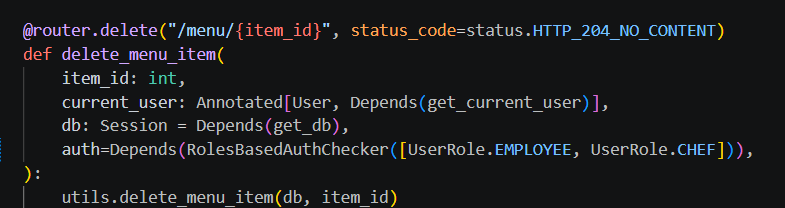 @router.delete("/menu/{item_id}", status_code=status.HTTP_204_NO_CONTENT)
def delete_menu_item(
    item_id: int,
    current_user: Annotated[User, Depends(get_current_user)],
    db: Session = Depends(get_db),
    auth=Depends(RolesBasedAuthChecker([UserRole.EMPLOYEE, UserRole.CHEF])),
):
    utils.delete_menu_item(db, item_id)